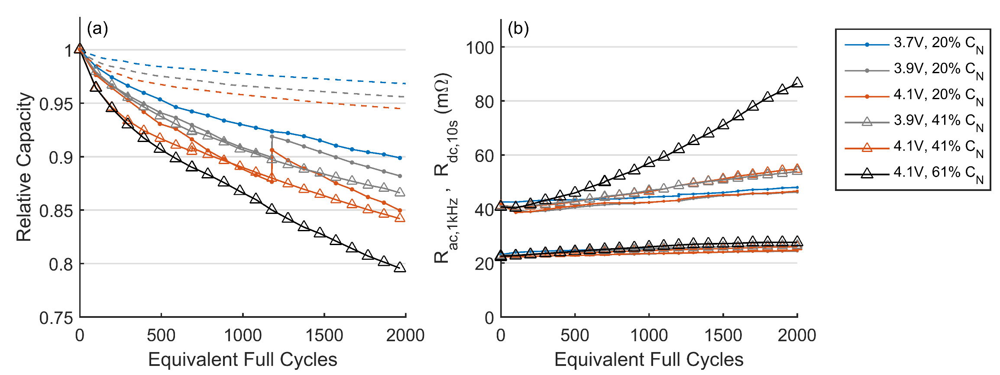 (a)
1
0.95
0.9
0.85
0.8
0.75
0
500
1000
1500
2000
Relative Capacity
Equivalent Full Cycles
(b)
100
80
60
40
20
0
0
500
1000
1500
2000
R_ac,1kHz, R_dc,10s (mΩ)
Equivalent Full Cycles
3.7V, 20% C_N
3.9V, 20% C_N
4.1V, 20% C_N
3.9V, 41% C_N
4.1V, 41% C_N
4.1V, 61% C_N